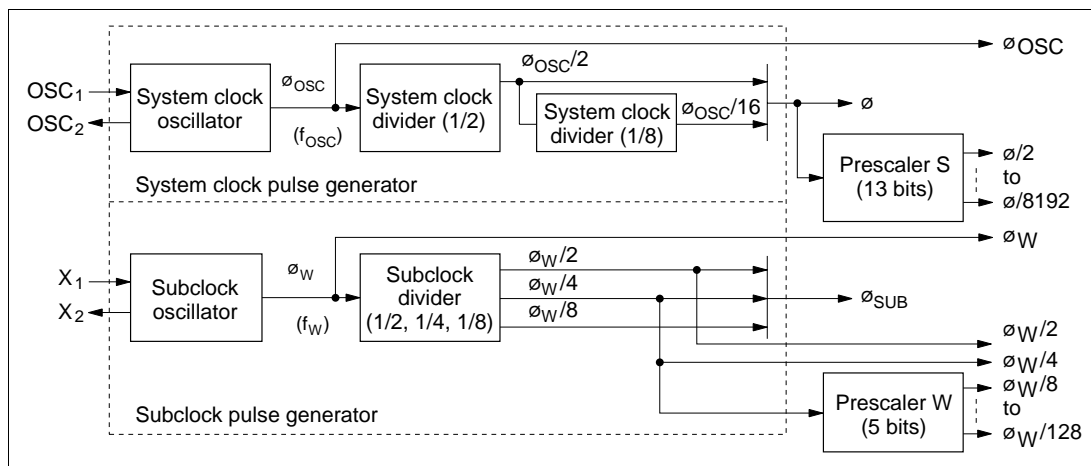 øOSC
OSC1
OSC2
System clock
oscillator
øOSC
(fOSC)
System clock
divider (1/2)
øOSC/2
System clock
divider (1/8)
øOSC/16
ø
Prescaler S
(13 bits)
ø/2
to
ø/8192
System clock pulse generator
øW
X1
X2
Subclock
oscillator
øW
(fW)
Subclock
divider
(1/2, 1/4, 1/8)
øW/2
øW/4
øW/8
øSUB
øW/2
øW/4
Prescaler W
(5 bits)
øW/8
to
øW/128
Subclock pulse generator